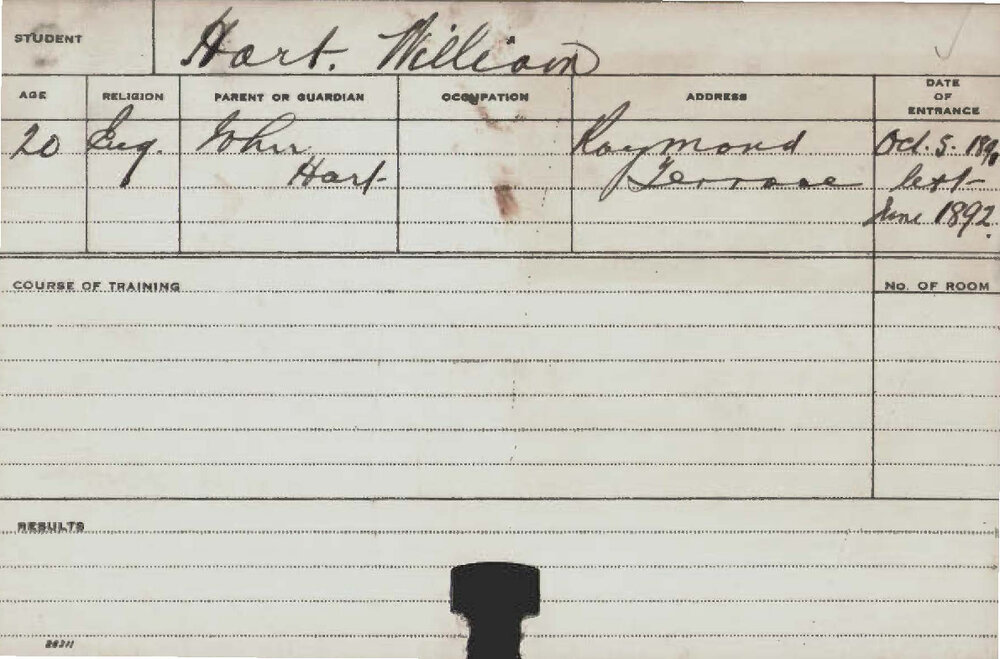 STUDENT Hart. William
AGE RELIGION PARENT OR GUARDIAN OCCUPATION ADDRESS DATE OF ENTRANCE
20 Eng. John Raymond Oct. 5. 1890
Hart Terrace left
June 1892.
COURSE OF TRAINING No. OF ROOM
RESULTS
26311